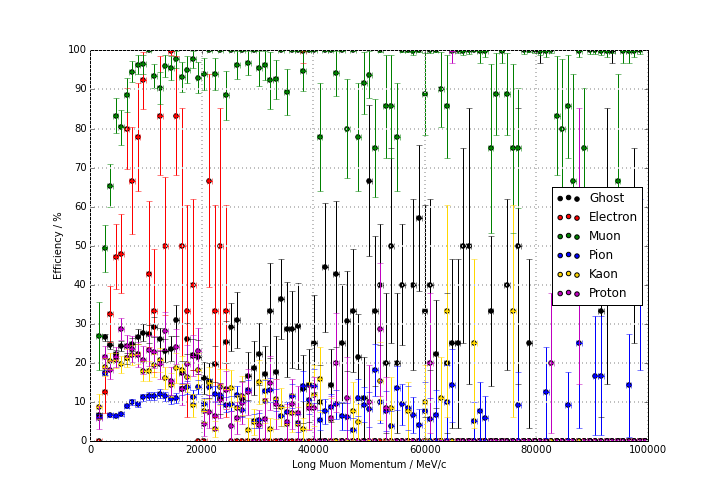 100
90
80
70
60
50
40
30
20
10
0
Efficiency / %
Ghost
Electron
Muon
Pion
Kaon
Proton
0 20000 40000 60000 80000 100000
Long Muon Momentum / MeV/c